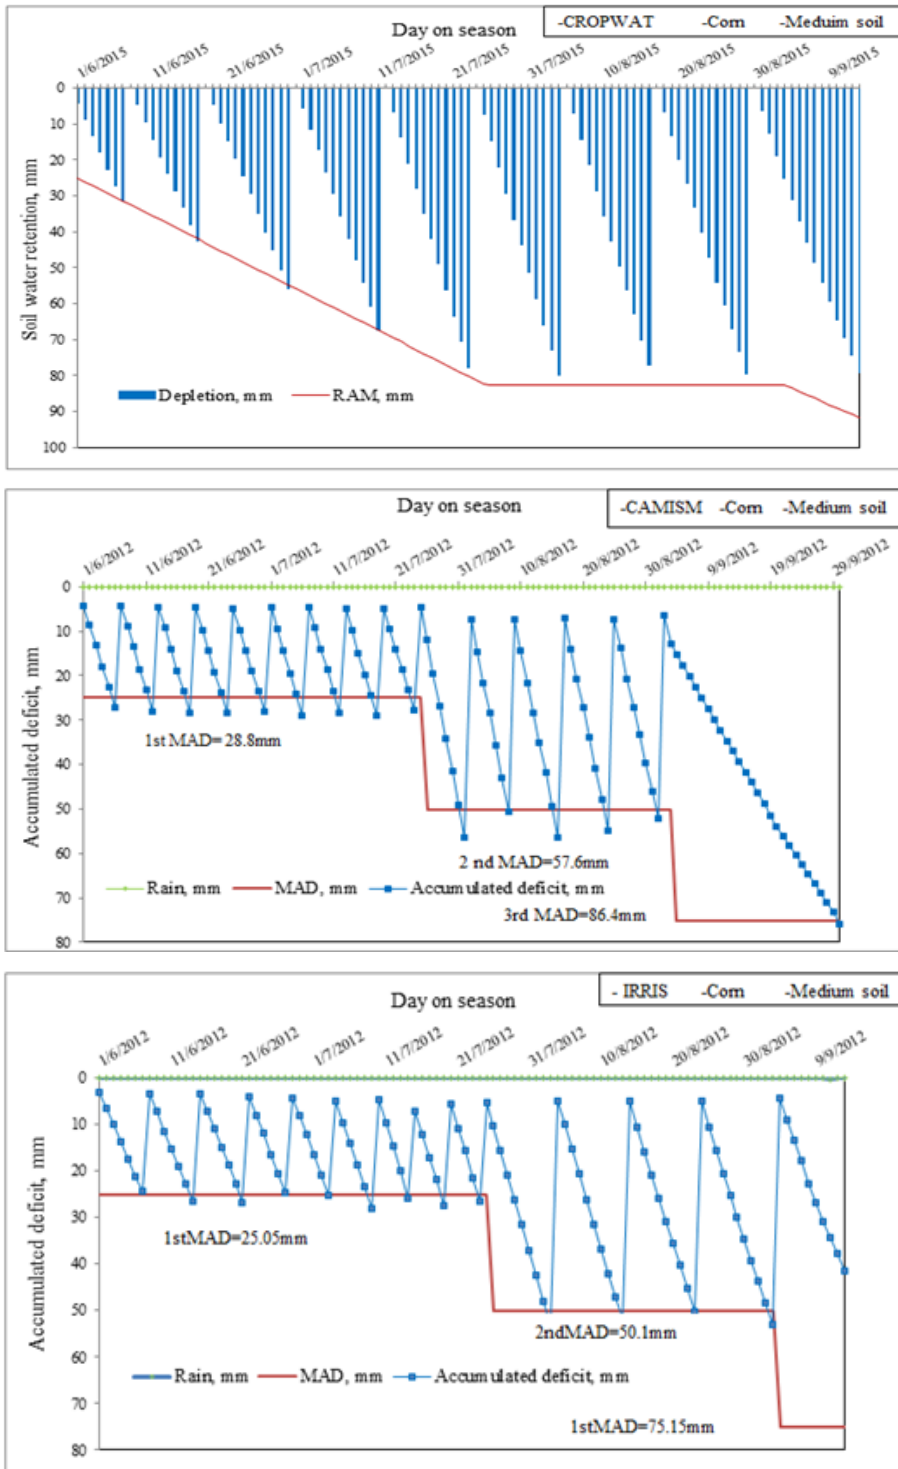 -CROPWAT -Corn -Meduim soil
Day on season
1/6/2015 11/6/2015 21/6/2015 1/7/2015 11/7/2015 21/7/2015 31/7/2015 10/8/2015 20/8/2015 30/8/2015 9/9/2015
Soil water retention, mm
0
10
20
30
40
50
60
70
80
90
100
Depletion, mm RAM, mm
-CAMISM -Corn -Medium soil
Day on season
1/6/2012 11/6/2012 21/6/2012 1/7/2012 11/7/2012 21/7/2012 31/7/2012 10/8/2012 20/8/2012 30/8/2012 9/9/2012 19/9/2012 29/9/2012
Accumulated deficit, mm
0
10
20
30
40
50
60
70
80
1st MAD=28.8mm
2 nd MAD=57.6mm
Rain, mm MAD, mm Accumulated deficit, mm
3rd MAD=86.4mm
- IRRIS -Corn -Medium soil
Day on season
1/6/2012 11/6/2012 21/6/2012 1/7/2012 11/7/2012 21/7/2012 31/7/2012 10/8/2012 20/8/2012 30/8/2012 9/9/2012
Accumulated deficit, mm
0
10
20
30
40
50
60
70
80
1stMAD=25.05mm
2ndMAD=50.1mm
Rain, mm MAD, mm Accumulated deficit, mm
1stMAD=75.15mm